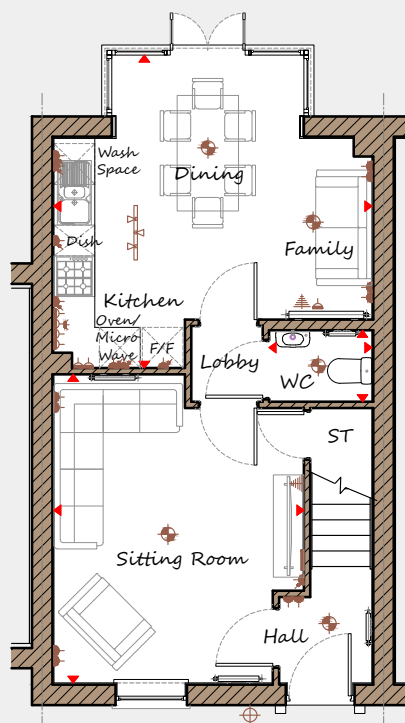 Wash
Space
Dining
Dish
Family
Kitchen
Oven/
Micro
Wave
F/F
Lobby
WC
ST
Sitting Room
Hall